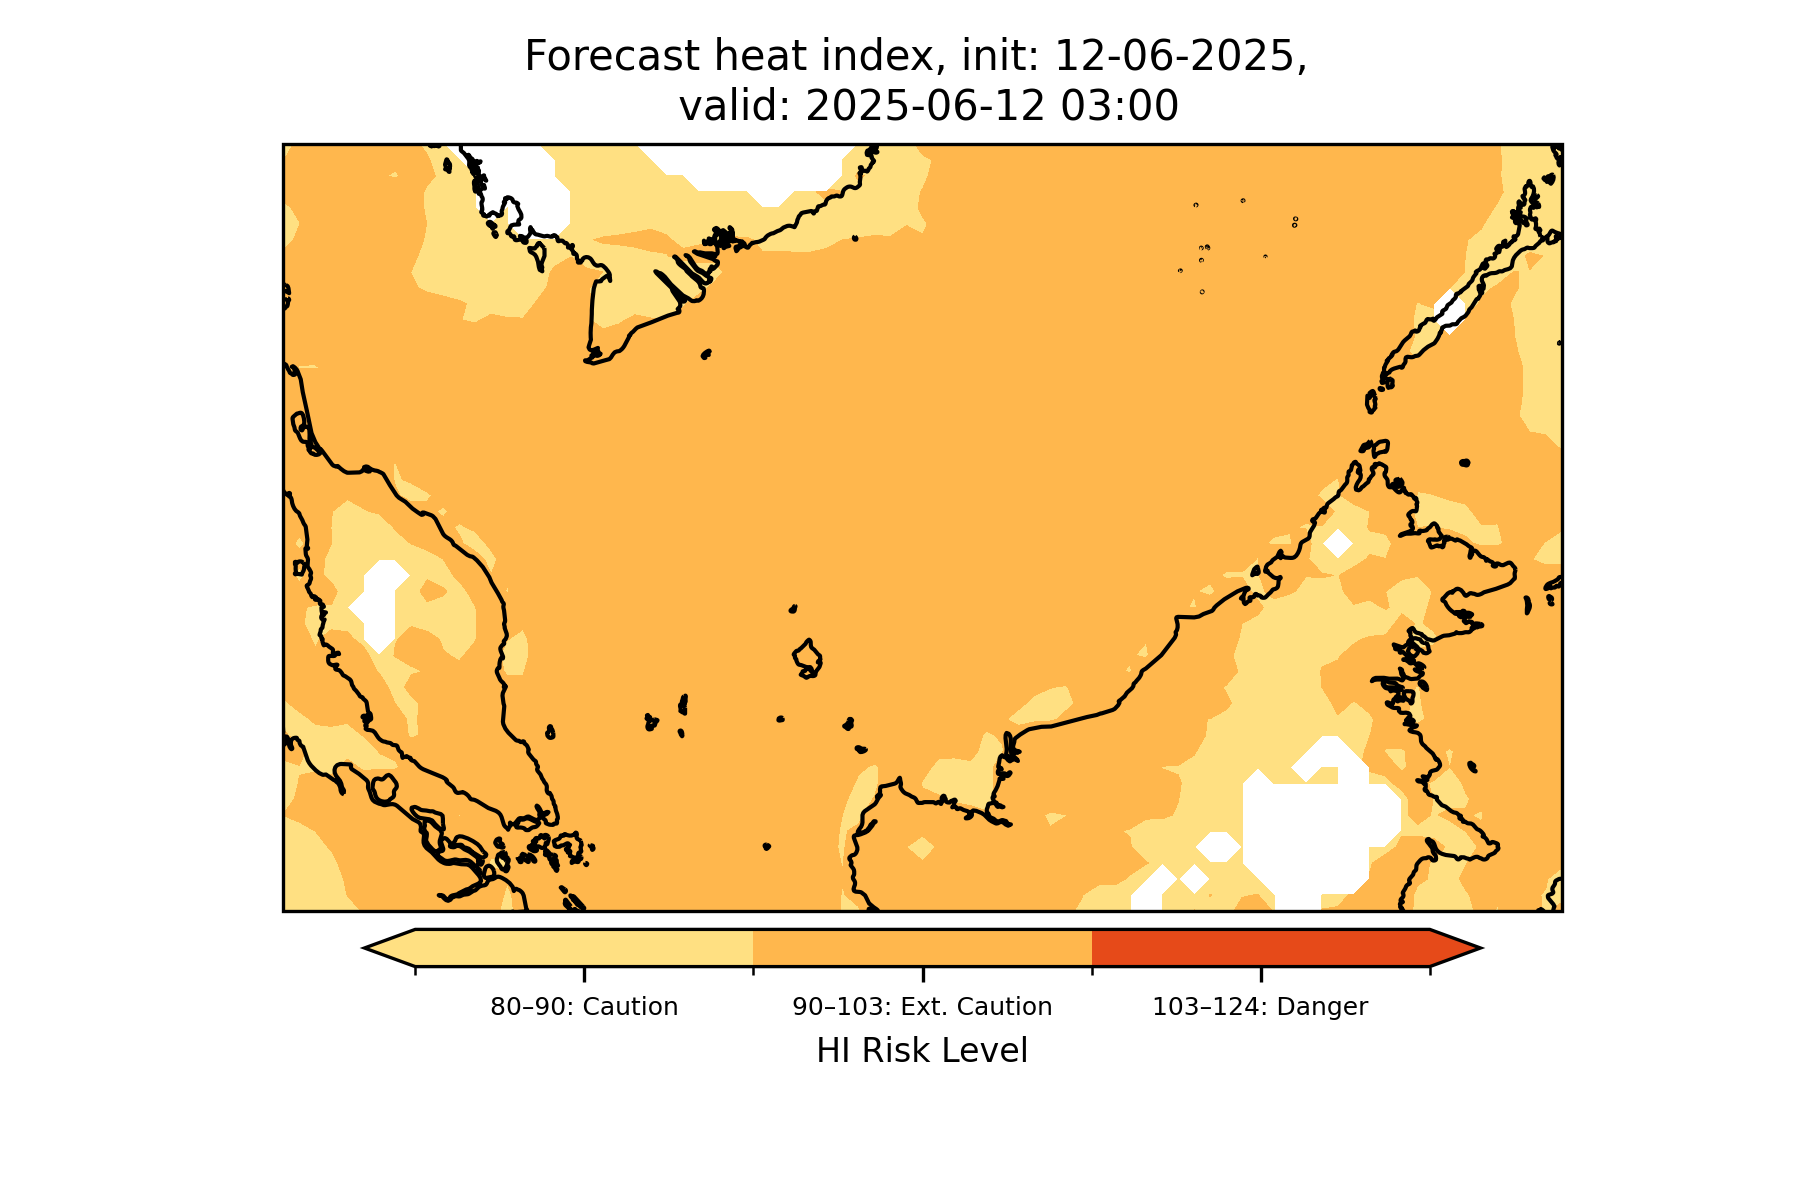 Forecast heat index, init: 12-06-2025,
valid: 2025-06-12 03:00
80–90: Caution
90–103: Ext. Caution
103–124: Danger
HI Risk Level